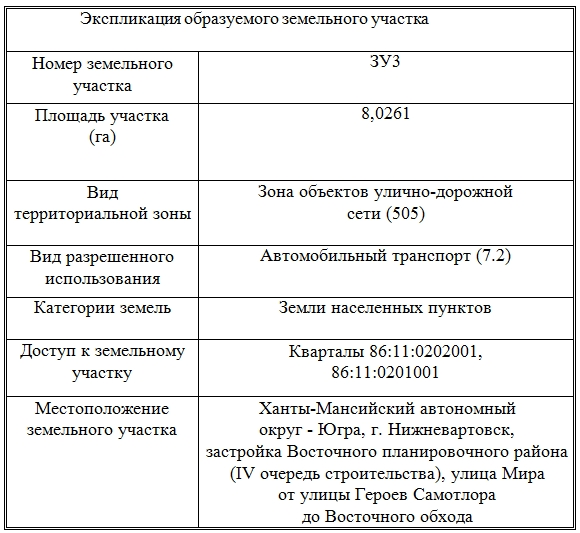 Экспликация образуемого земельного участка
Номер земельного
участка
ЗУ3
Площадь участка
(га)
8,0261
Вид
территориальной зоны
Зона объектов улично-дорожной
сети (505)
Вид разрешенного
использования
Автомобильный транспорт (7.2)
Категории земель
Земли населенных пунктов
Доступ к земельному
участку
Кварталы 86:11:0202001,
86:11:0201001
Местоположение
земельного участка
Ханты-Мансийский автономный
округ - Югра, г. Нижневартовск,
застройка Восточного планировочного района
(IV очередь строительства), улица Мира
от улицы Героев Самотлора
до Восточного обхода